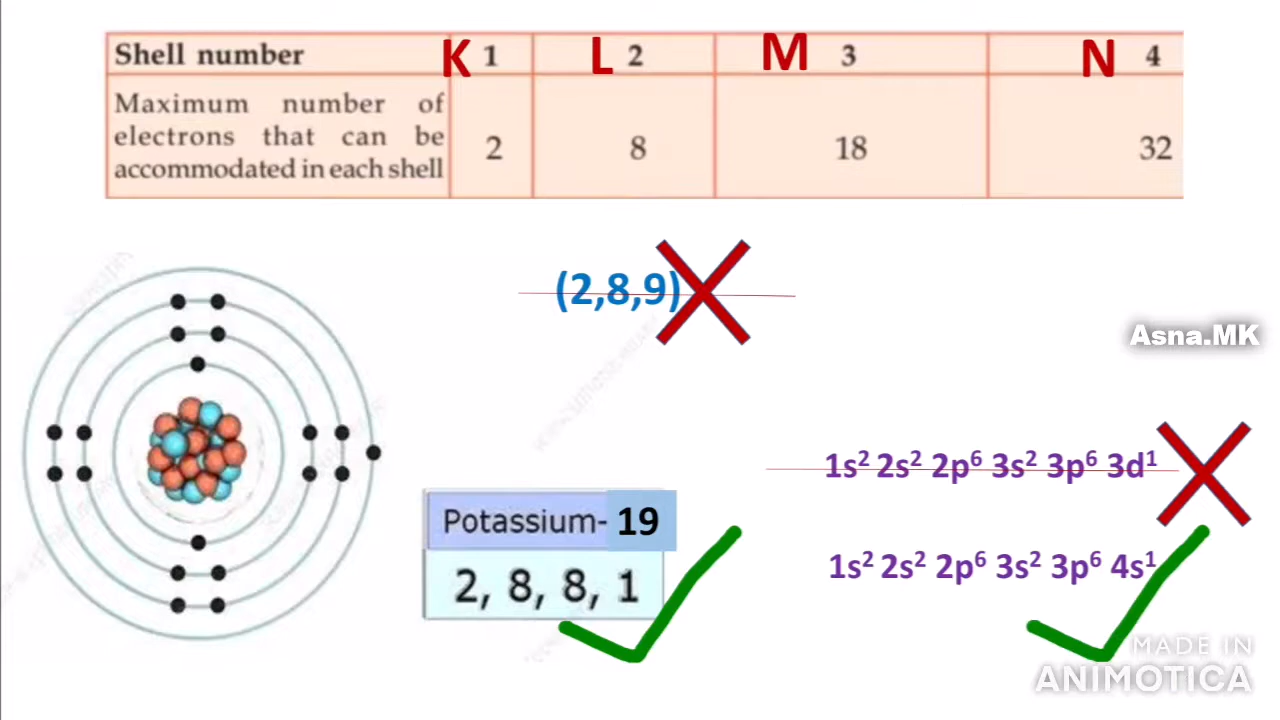 Shell number K 1 L 2 M 3 N 4
Maximum number of
electrons that can be
accommodated in each shell
2 8 18 32
(2,8,9)
Asna.MK
1s² 2s² 2p⁶ 3s² 3p⁶ 3d¹
Potassium- 19
2, 8, 8, 1
1s² 2s² 2p⁶ 3s² 3p⁶ 4s¹
MADE IN
ANIMOTICA